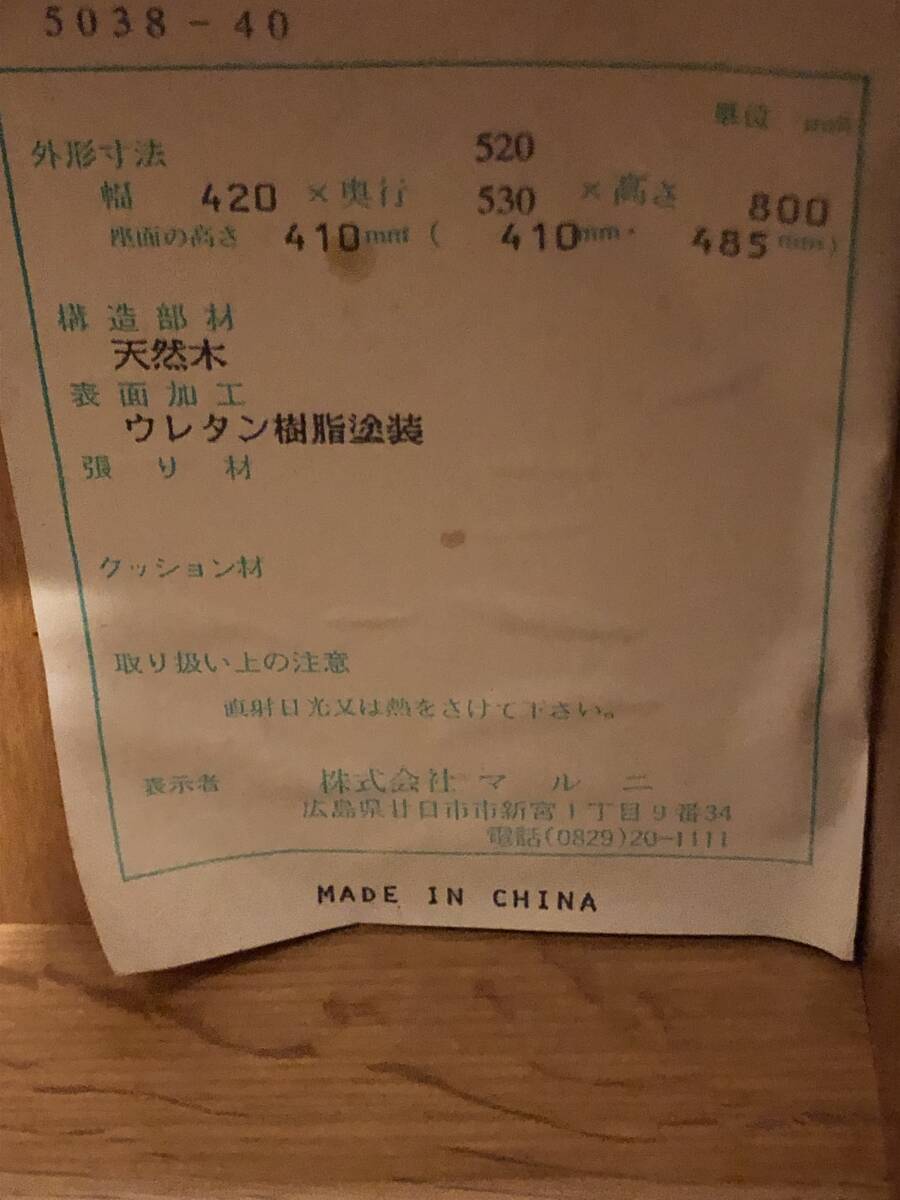 5038-40
単位 mm
外形寸法 520
幅 420 ×奥行 530 ×高さ 800
座面の高さ 410mm ( 410mm・ 485mm)
構造部材
天然木
表面加工
ウレタン樹脂塗装
張り材
クッション材
取り扱い上の注意
直射日光又は熱をさけて下さい。
表示者 株式会社マルニ
広島県廿日市市新宮1丁目9番34
電話(0829)20-1111
MADE IN CHINA